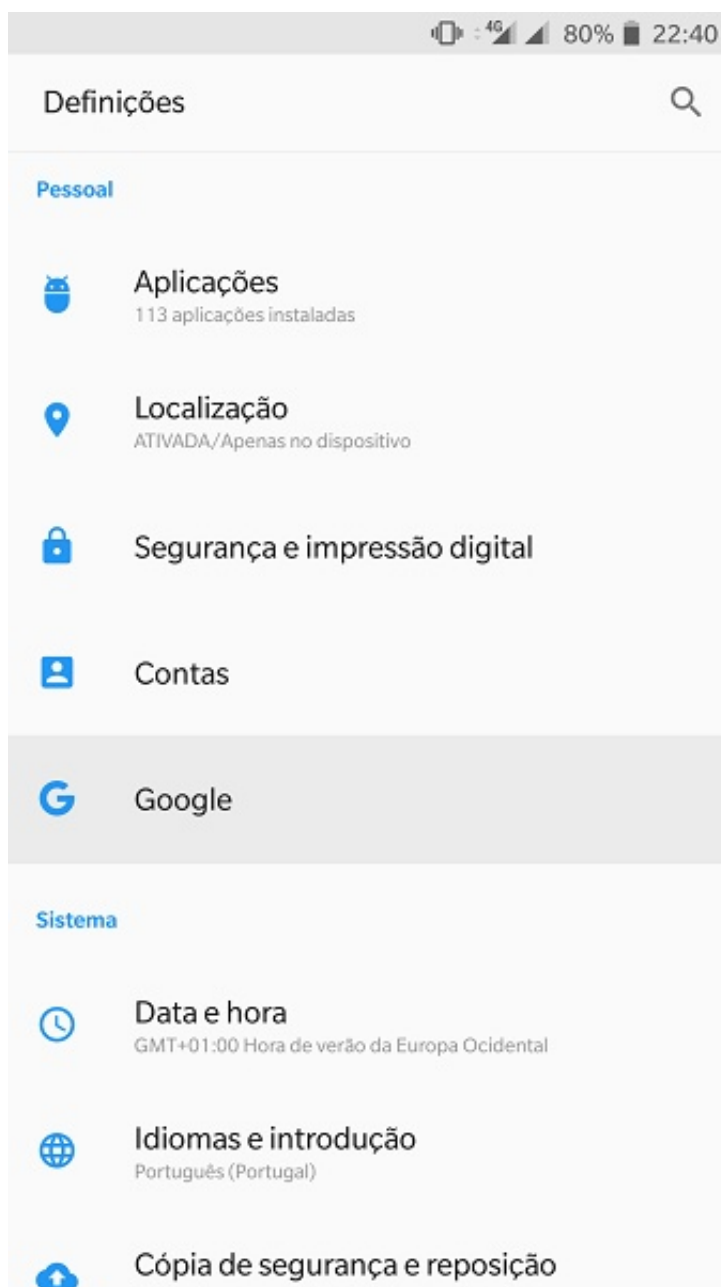 4G 80% 22:40
Definições
Pessoal
Aplicações
113 aplicações instaladas
Localização
ATIVADA/Apenas no dispositivo
Segurança e impressão digital
Contas
G Google
Sistema
Data e hora
GMT+01:00 Hora de verão da Europa Ocidental
Idiomas e introdução
Português (Portugal)
Cópia de segurança e reposição